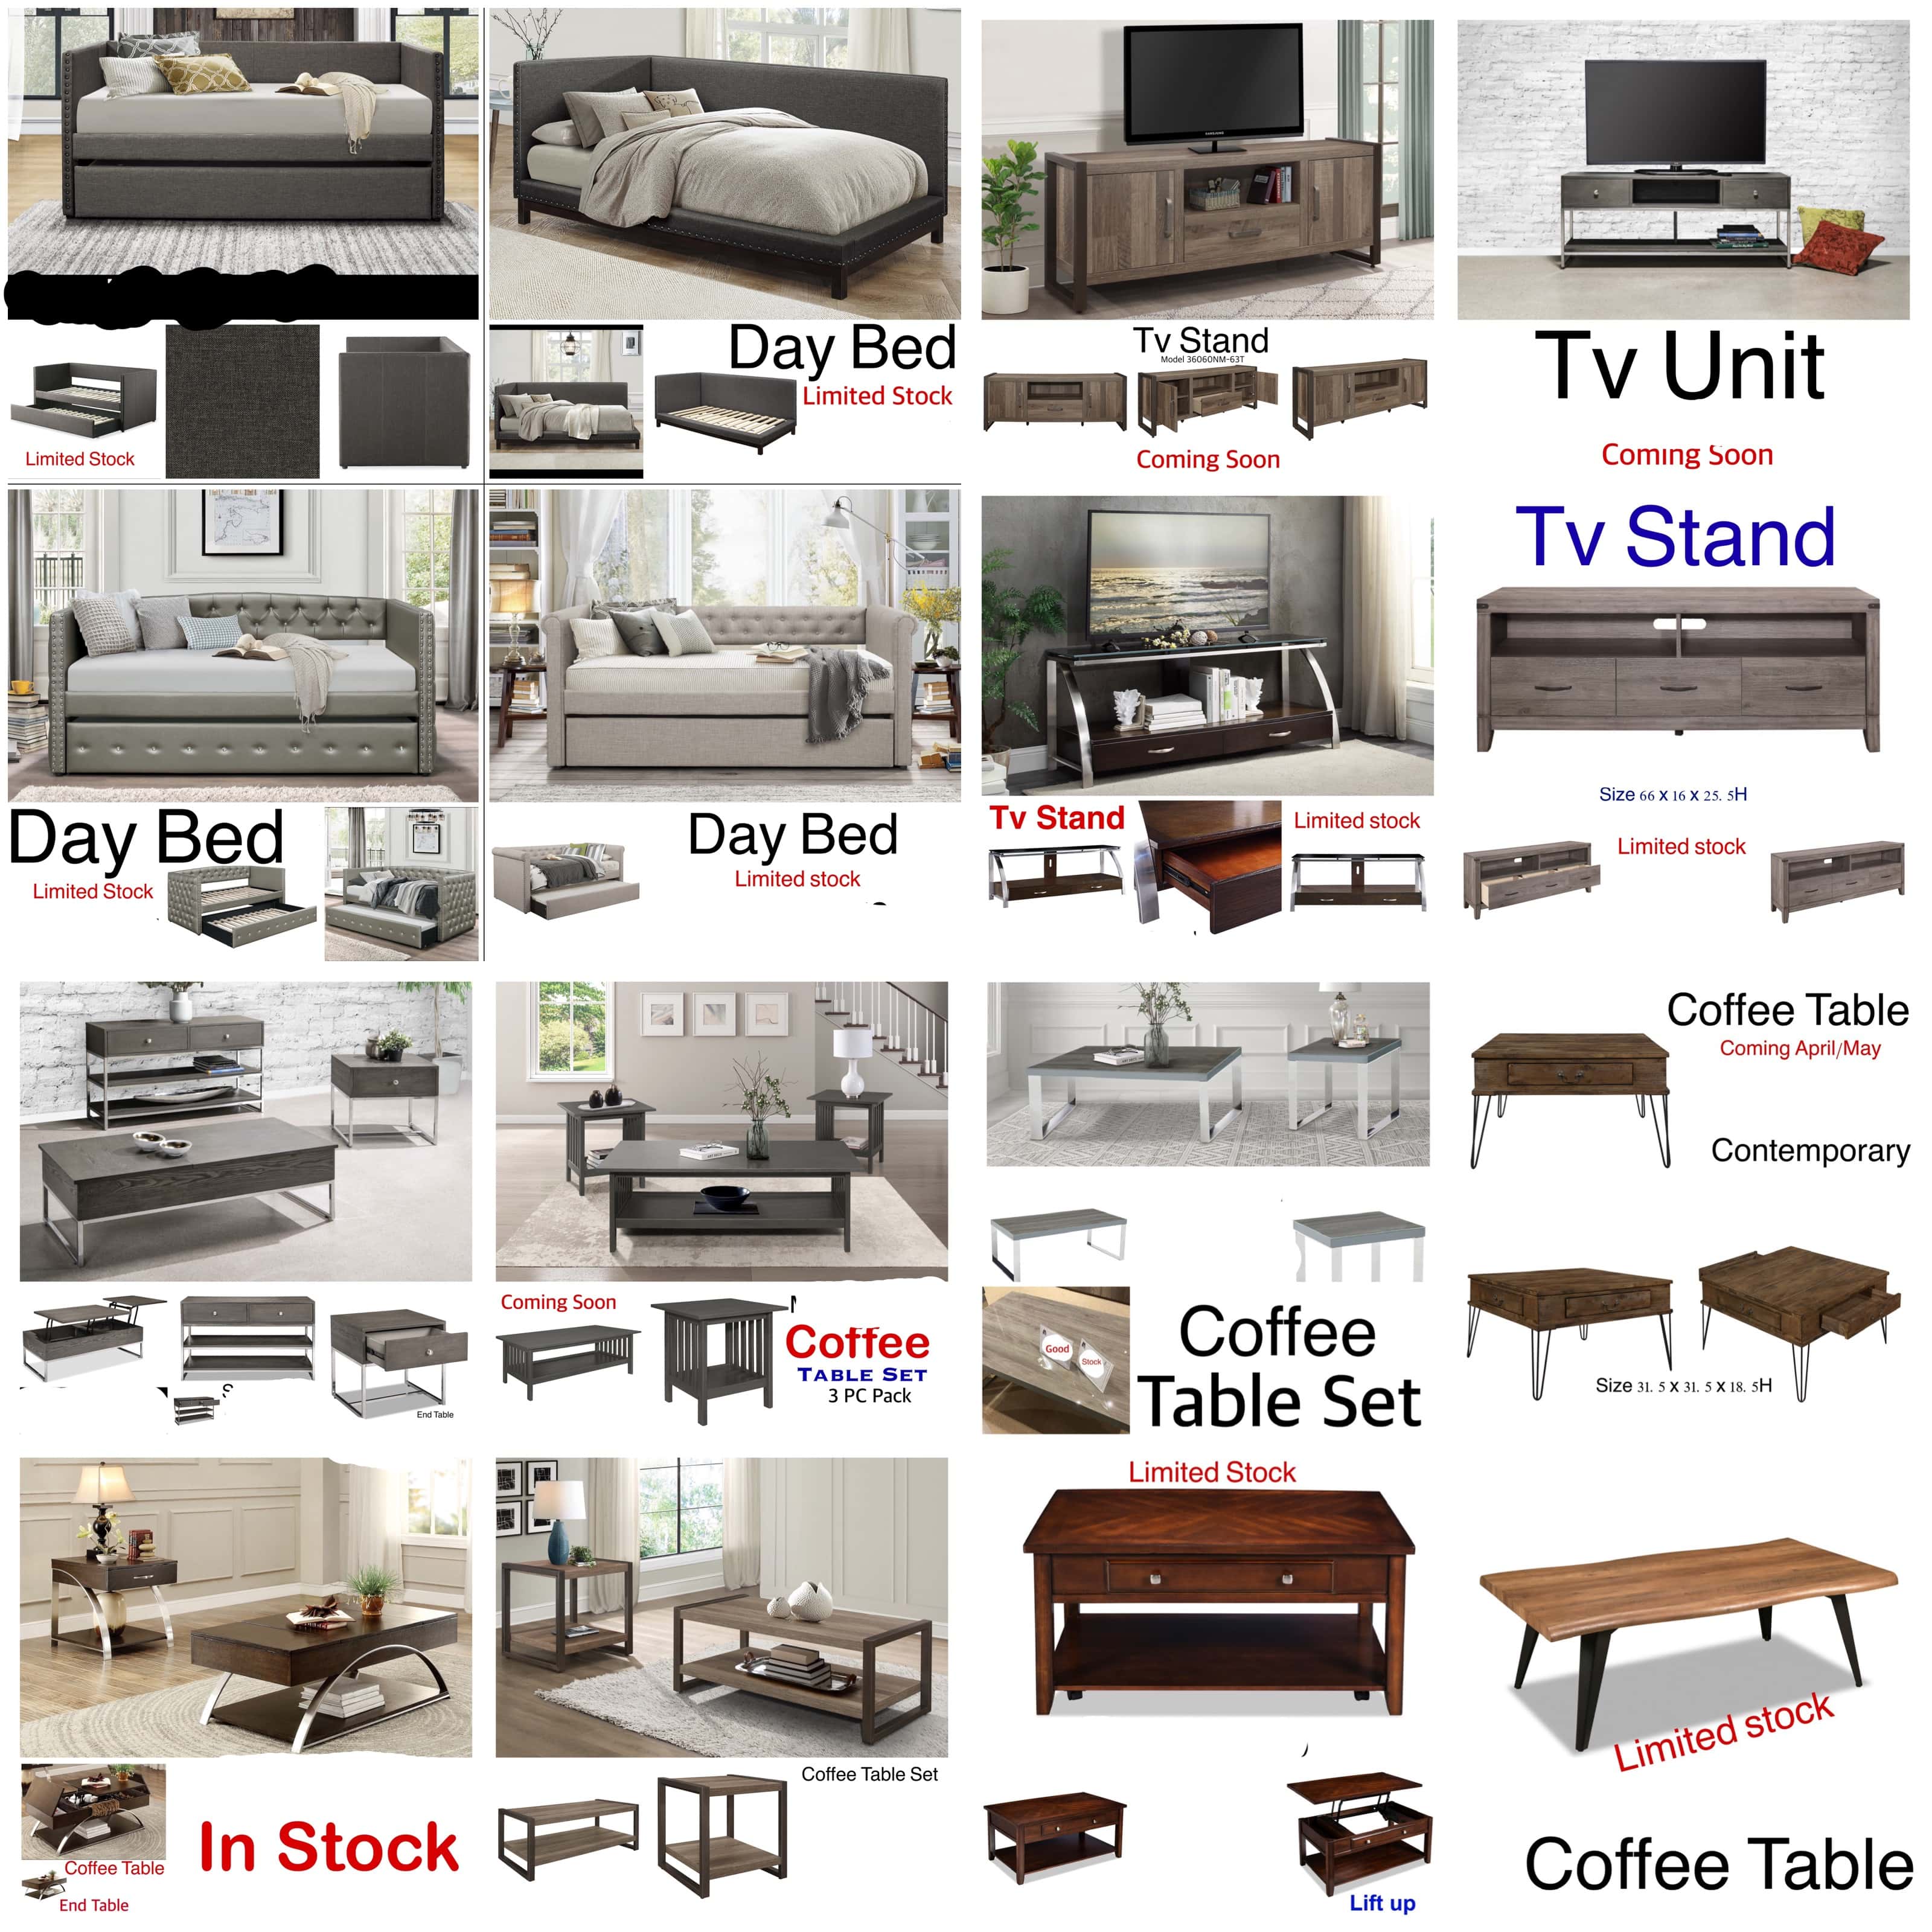 Limited Stock
Day Bed
Limited Stock
Tv Stand
Model 36060NM-63T
Coming Soon
Tv Unit
Coming Soon
Day Bed
Limited Stock
Day Bed
Limited stock
Tv Stand
Limited stock
Tv Stand
Size 66 x 16 x 25. 5H
Limited stock
End Table
Coming Soon
Coffee
TABLE SET
3 PC Pack
Good
Stock
Coffee
Table Set
Coffee Table
Coming April/May
Contemporary
Size 31. 5 x 31. 5 x 18. 5H
Coffee Table
End Table
In Stock
Coffee Table Set
Limited Stock
Lift up
Limited stock
Coffee Table